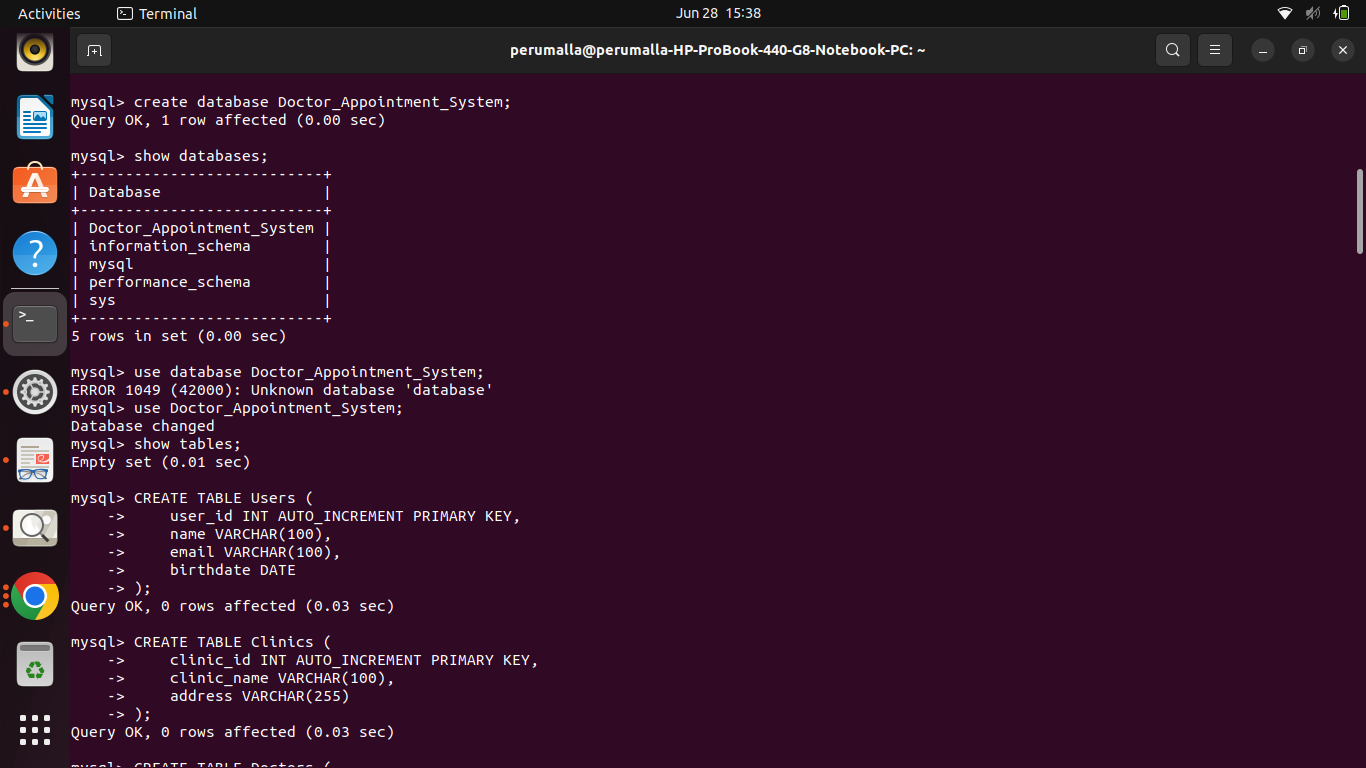 Activities
Terminal
Jun 28 15:38
perumalla@perumalla-HP-ProBook-440-G8-Notebook-PC: ~
mysql> create database Doctor_Appointment_System;
Query OK, 1 row affected (0.00 sec)
mysql> show databases;
+---------------------------+
| Database                  |
+---------------------------+
| Doctor_Appointment_System |
| information_schema        |
| mysql                     |
| performance_schema        |
| sys                       |
+---------------------------+
5 rows in set (0.00 sec)
mysql> use database Doctor_Appointment_System;
ERROR 1049 (42000): Unknown database 'database'
mysql> use Doctor_Appointment_System;
Database changed
mysql> show tables;
Empty set (0.01 sec)
mysql> CREATE TABLE Users (
    ->     user_id INT AUTO_INCREMENT PRIMARY KEY,
    ->     name VARCHAR(100),
    ->     email VARCHAR(100),
    ->     birthdate DATE
    -> );
Query OK, 0 rows affected (0.03 sec)
mysql> CREATE TABLE Clinics (
    ->     clinic_id INT AUTO_INCREMENT PRIMARY KEY,
    ->     clinic_name VARCHAR(100),
    ->     address VARCHAR(255)
    -> );
Query OK, 0 rows affected (0.03 sec)
mysql> CREATE TABLE Doctors (